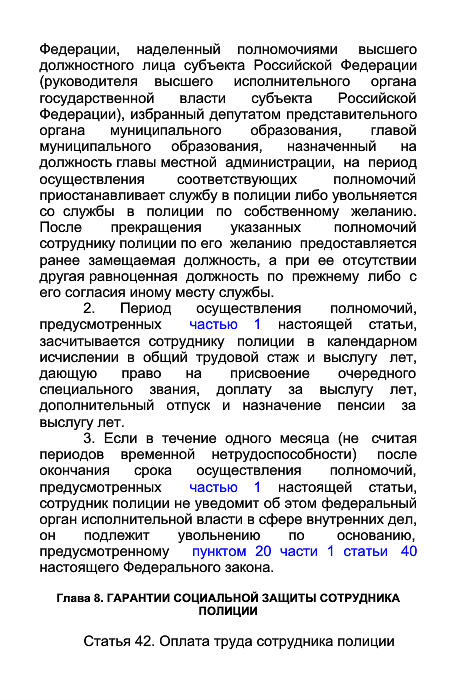 Федерации, наделенный полномочиями высшего
должностного лица субъекта Российской Федерации
(руководителя высшего исполнительного органа
государственной власти субъекта Российской
Федерации), избранный депутатом представительного
органа муниципального образования, главой
муниципального образования, назначенный на
должность главы местной администрации, на период
осуществления соответствующих полномочий
приостанавливает службу в полиции либо увольняется
со службы в полиции по собственному желанию.
После прекращения указанных полномочий
сотруднику полиции по его желанию предоставляется
ранее замещаемая должность, а при ее отсутствии
другая равноценная должность по прежнему либо с
его согласия иному месту службы.
2. Период осуществления полномочий,
предусмотренных частью 1 настоящей статьи,
засчитывается сотруднику полиции в календарном
исчислении в общий трудовой стаж и выслугу лет,
дающую право на присвоение очередного
специального звания, доплату за выслугу лет,
дополнительный отпуск и назначение пенсии за
выслугу лет.
3. Если в течение одного месяца (не считая
периодов временной нетрудоспособности) после
окончания срока осуществления полномочий,
предусмотренных частью 1 настоящей статьи,
сотрудник полиции не уведомит об этом федеральный
орган исполнительной власти в сфере внутренних дел,
он подлежит увольнению по основанию,
предусмотренному пунктом 20 части 1 статьи 40
настоящего Федерального закона.
Глава 8. ГАРАНТИИ СОЦИАЛЬНОЙ ЗАЩИТЫ СОТРУДНИКА
ПОЛИЦИИ
Статья 42. Оплата труда сотрудника полиции